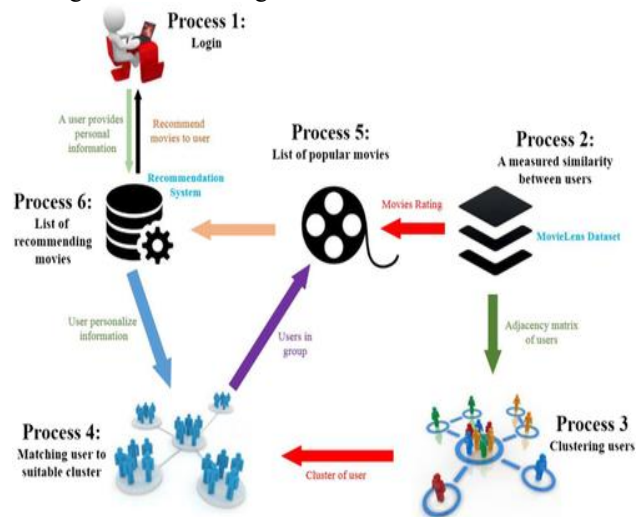 Process 1:
Login
A user provides
personal
information
Recommend
movies to user
Process 5:
List of popular movies
Process 2:
A measured similarity
between users
Process 6:
List of
recommending
movies
Recommendation
System
Movies Rating
MovieLens Dataset
User personalize
information
Users in
group
Adjacency matrix
of users
Process 4:
Matching user to
suitable cluster
Cluster of user
Process 3
Clustering users